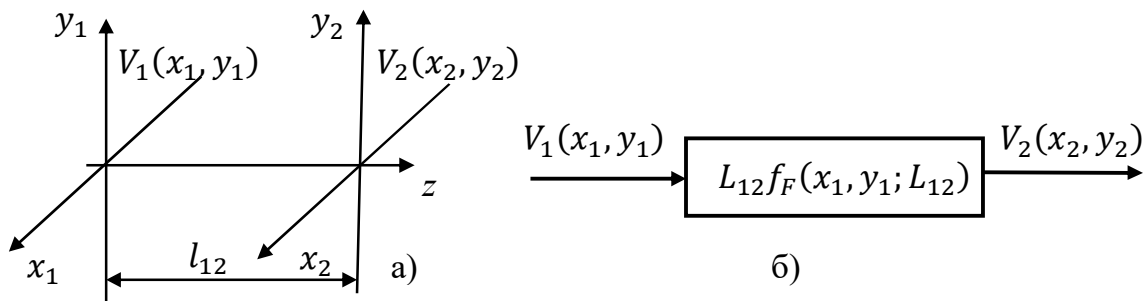 y₁
y₂
V₁(x₁, y₁)
V₂(x₂, y₂)
z
x₁
l₁₂
x₂
а)
V₁(x₁, y₁)
V₂(x₂, y₂)
L₁₂f_F(x₁, y₁; L₁₂)
б)